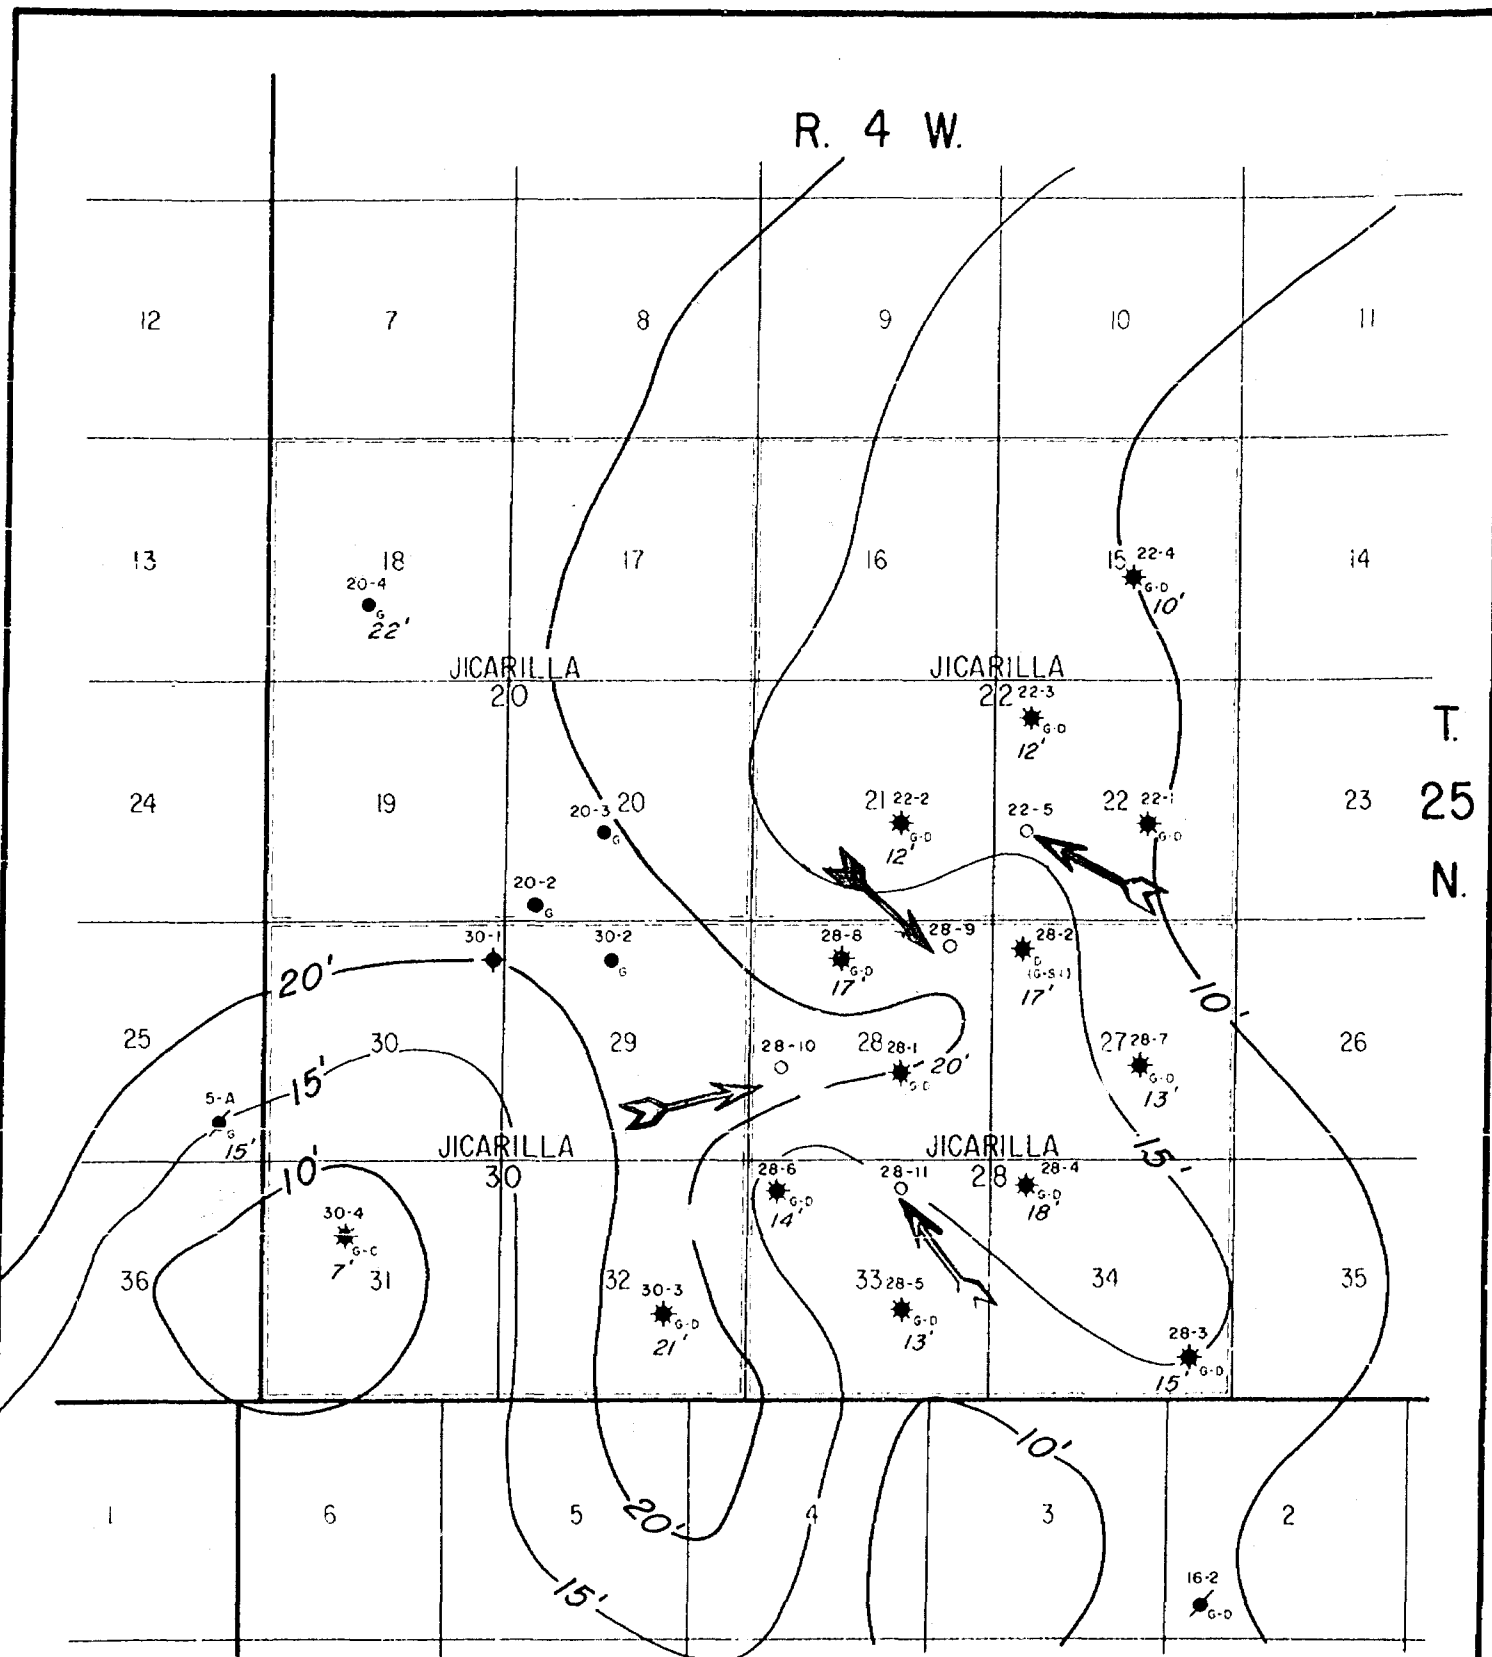 R. 4 W.
12 7 8 9 10 11
13 18 17 16 15 22-4 14
20-4 G-D
G 10'
22'
JICARILLA JICARILLA
20 22 22-3
G-D
12'
T.
25
N.
24 19 20-3 20 21 22-2 22-5 22 22-1 23
G G-D G-D
12'
20-2
G
30-1 30-2 28-8 28-9 28-2
G G-D D
(G-SI)
17' 17'
20' 10'
25 30 29 28-10 28 28-1 27 28-7 26
15' G-D 20' G-D
13'
5-A
G
15'
10' JICARILLA JICARILLA 15'
30 28-6 28-11 28 28-4
G-D G-D
14' 18'
30-4
7'
36 31 32 30-3 33 28-5 34 35
G-D G-D
21' 13'
28-3
G-D
15'
10'
1 6 5 4 3 2
20'
15' 16-2
G-D